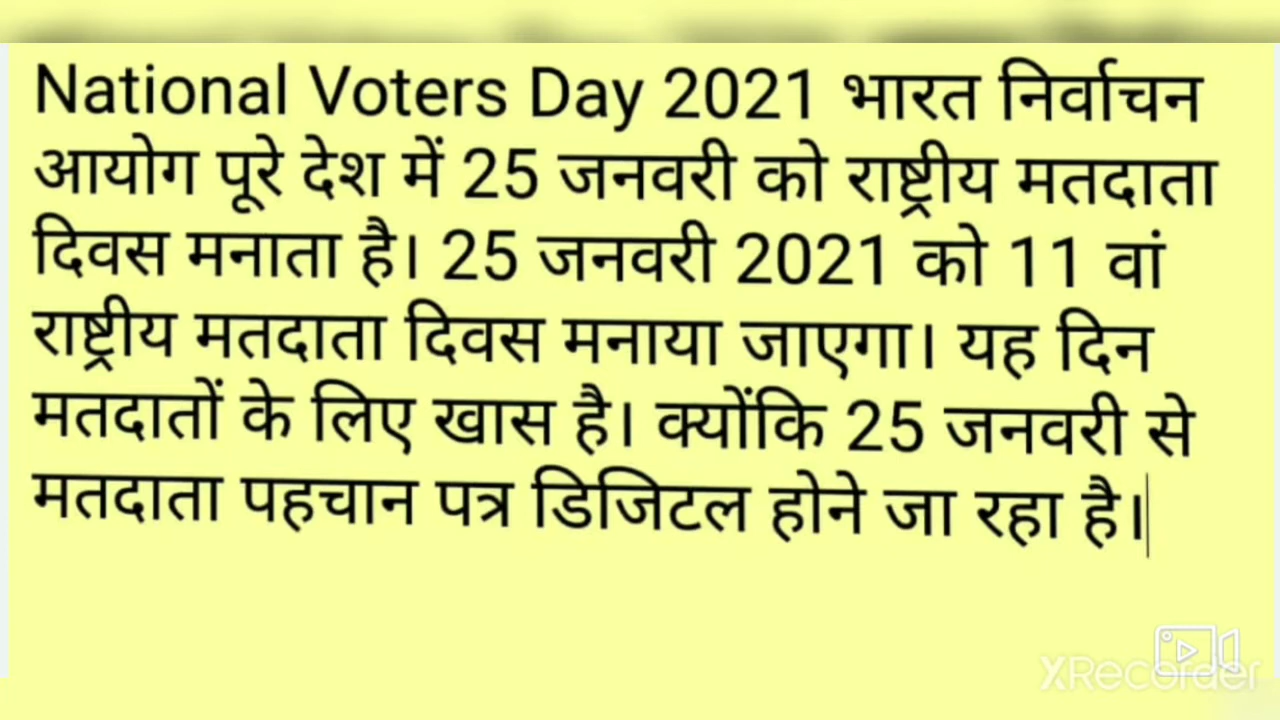 National Voters Day 2021 भारत निर्वाचन
आयोग पूरे देश में 25 जनवरी को राष्ट्रीय मतदाता
दिवस मनाता है। 25 जनवरी 2021 को 11 वां
राष्ट्रीय मतदाता दिवस मनाया जाएगा। यह दिन
मतदातों के लिए खास है। क्योंकि 25 जनवरी से
मतदाता पहचान पत्र डिजिटल होने जा रहा है।
XRecorder